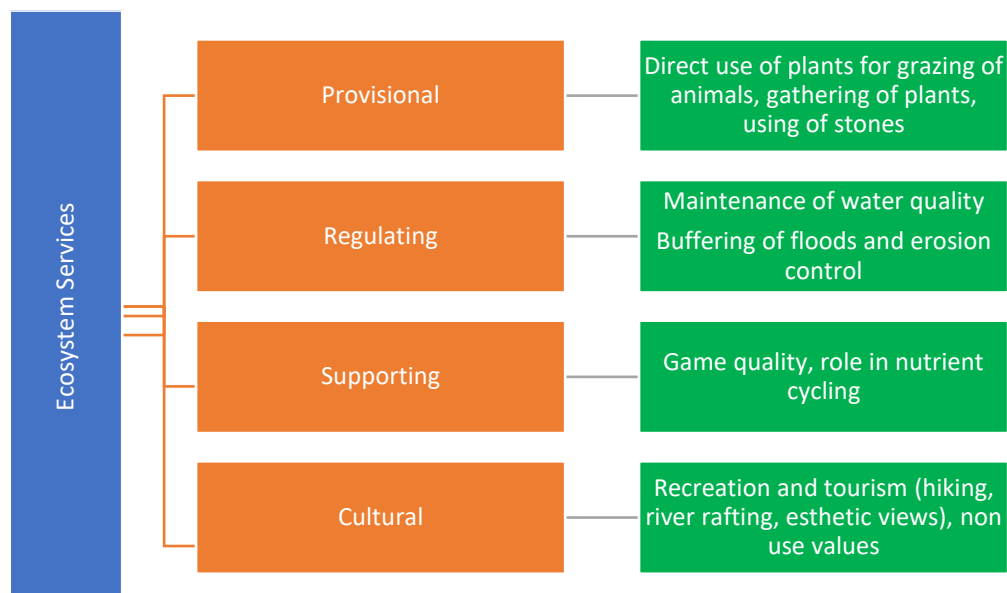 Ecosystem Services
Provisional
Direct use of plants for grazing of
animals, gathering of plants,
using of stones
Regulating
Maintenance of water quality
Buffering of floods and erosion
control
Supporting
Game quality, role in nutrient
cycling
Cultural
Recreation and tourism (hiking,
river rafting, esthetic views), non
use values